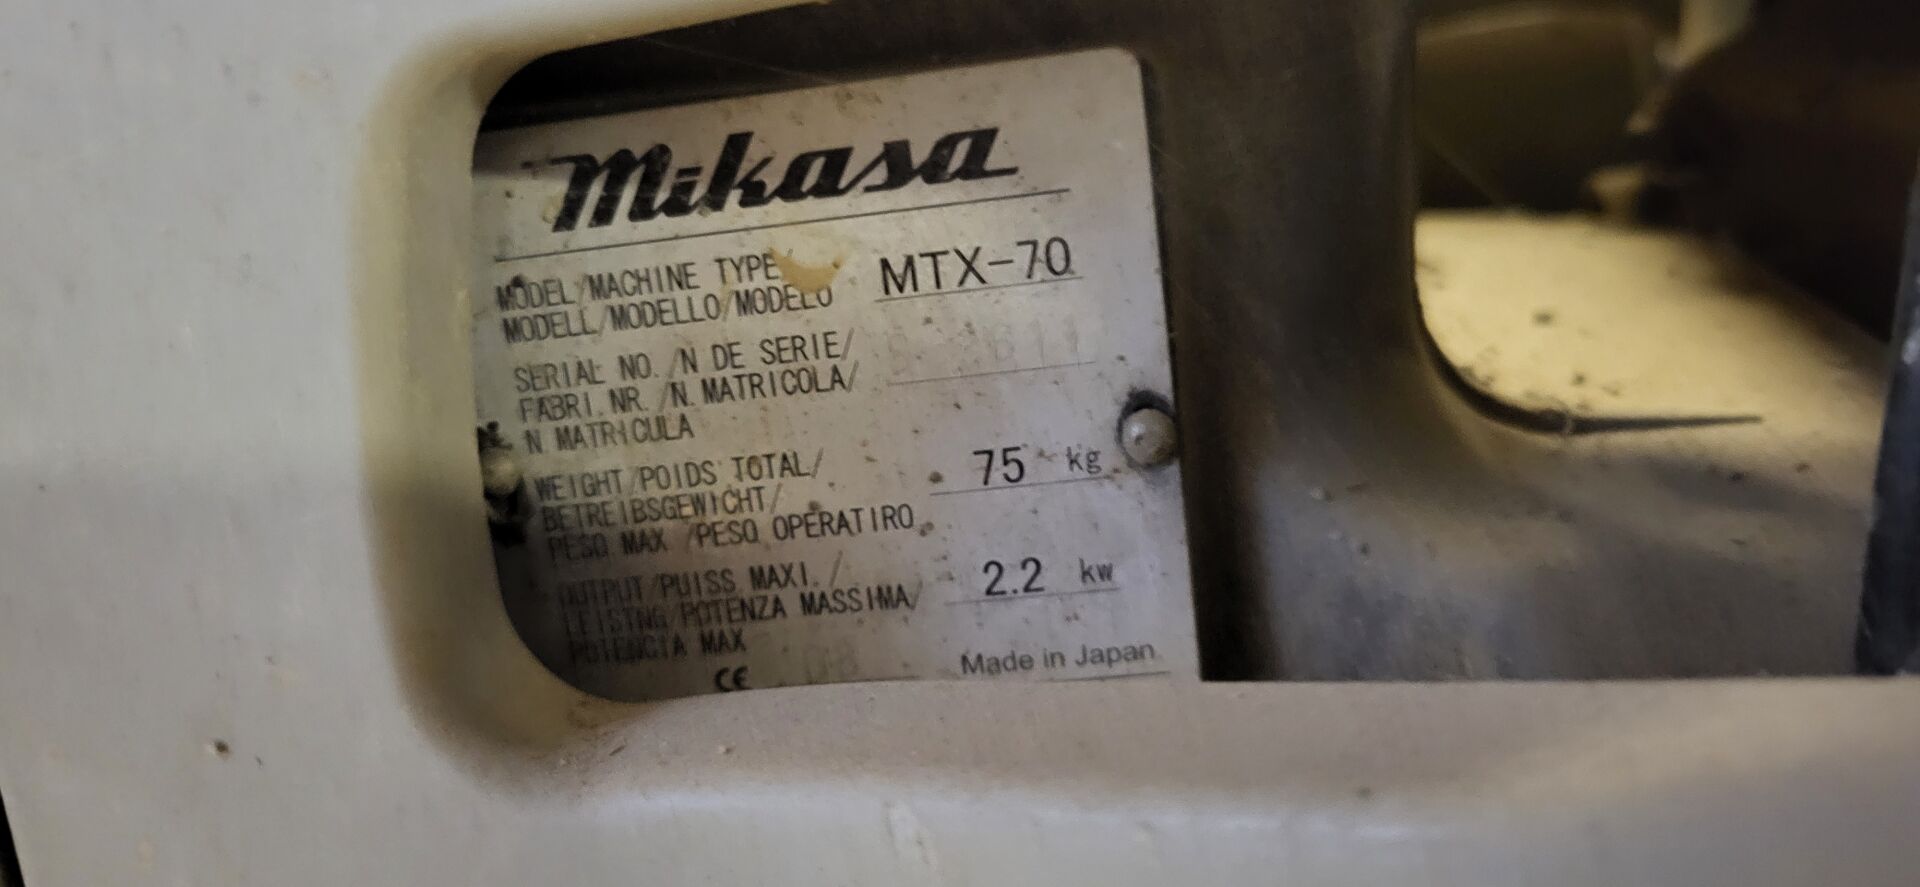 Mikasa
MODEL/MACHINE TYPE/
MODELL/MODELLO/MODELO MTX-70
SERIAL NO./N DE SERIE/
FABRI.NR./N.MATRICOLA/
N MATRICULA
WEIGHT/POIDS TOTAL/
BETREIBSGEWICHT/ 75 kg
PESO MAX /PESO OPERATIRO
OUTPUT/PUISS MAXI./
LEISTNG/POTENZA MASSIMA/ 2.2 kw
POTENCIA MAX
CE
Made in Japan